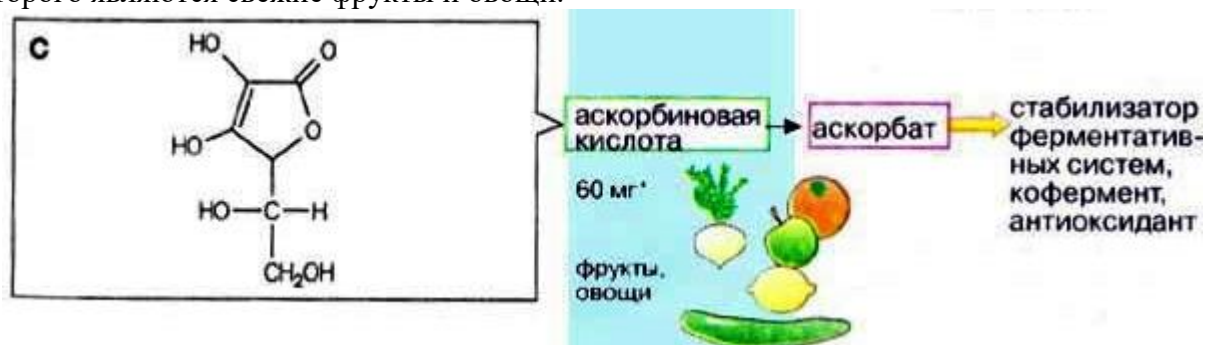 торого являются свежие фрукты и овощи.
C
HO
O
O
HO
HO—C—H
CH₂OH
аскорбиновая
кислота
60 мг*
фрукты,
овощи
аскорбат
стабилизатор
ферментатив-
ных систем,
кофермент,
антиоксидант